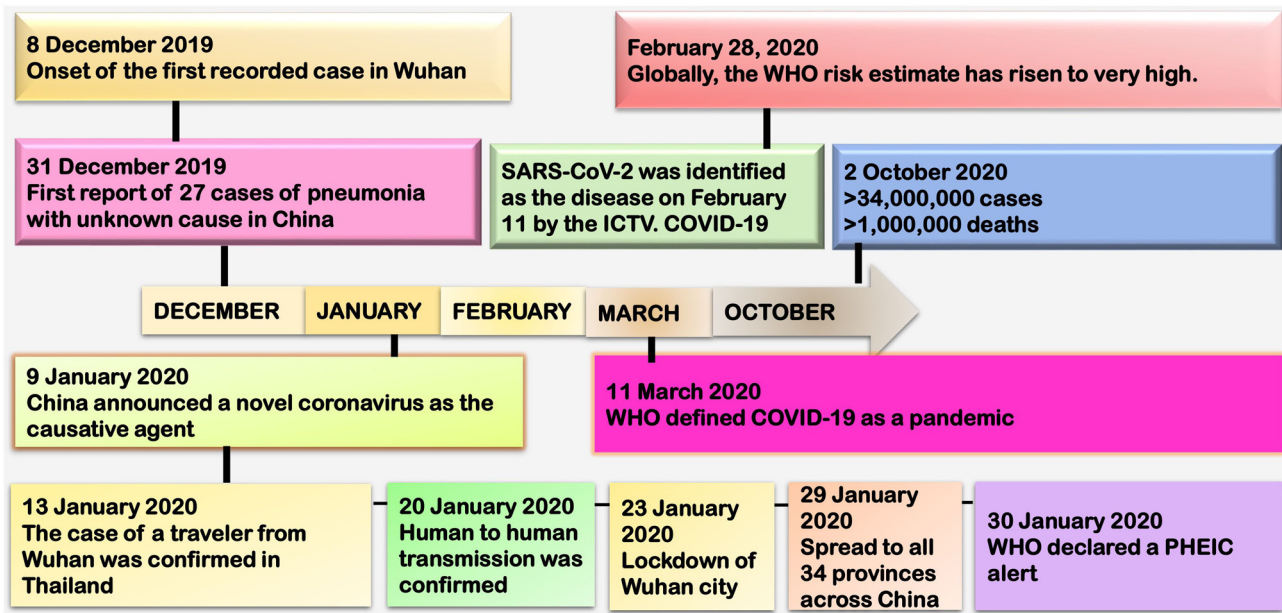 8 December 2019
Onset of the first recorded case in Wuhan
February 28, 2020
Globally, the WHO risk estimate has risen to very high.
31 December 2019
First report of 27 cases of pneumonia
with unknown cause in China
SARS-CoV-2 was identified
as the disease on February
11 by the ICTV. COVID-19
2 October 2020
>34,000,000 cases
>1,000,000 deaths
DECEMBER
JANUARY
FEBRUARY
MARCH
OCTOBER
9 January 2020
China announced a novel coronavirus as the
causative agent
11 March 2020
WHO defined COVID-19 as a pandemic
13 January 2020
The case of a traveler from
Wuhan was confirmed in
Thailand
20 January 2020
Human to human
transmission was
confirmed
23 January
2020
Lockdown of
Wuhan city
29 January
2020
Spread to all
34 provinces
across China
30 January 2020
WHO declared a PHEIC
alert